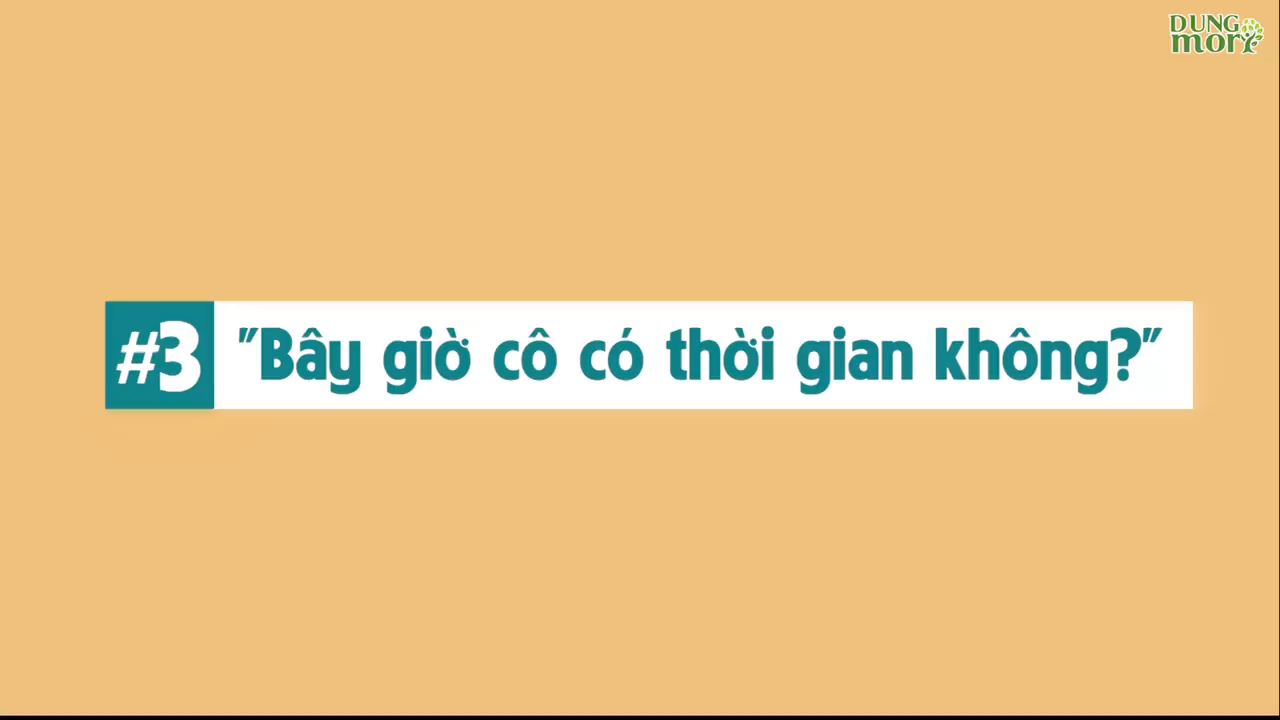 DUNG
mori
#3 "Bây giờ cô có thời gian không?"